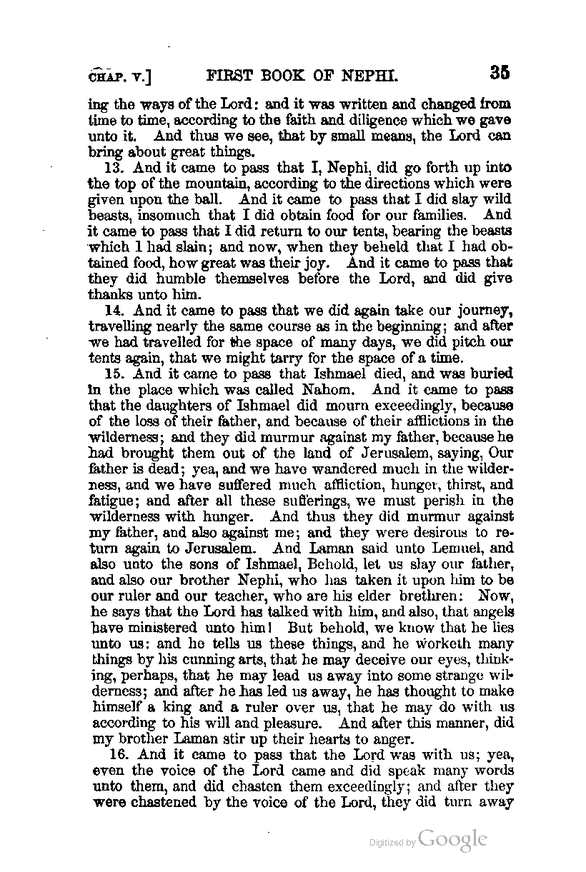 CHAP. V.] FIRST BOOK OF NEPHI. 35
ing the ways of the Lord: and it was written and changed from
time to time, according to the faith and diligence which we gave
unto it. And thus we see, that by small means, the Lord can
bring about great things.
13. And it came to pass that I, Nephi, did go forth up into
the top of the mountain, according to the directions which were
given upon the ball. And it came to pass that I did slay wild
beasts, insomuch that I did obtain food for our families. And
it came to pass that I did return to our tents, bearing the beasts
which I had slain; and now, when they beheld that I had ob-
tained food, how great was their joy. And it came to pass that
they did humble themselves before the Lord, and did give
thanks unto him.
14. And it came to pass that we did again take our journey,
travelling nearly the same course as in the beginning; and after
we had travelled for the space of many days, we did pitch our
tents again, that we might tarry for the space of a time.
15. And it came to pass that Ishmael died, and was buried
in the place which was called Nahom. And it came to pass
that the daughters of Ishmael did mourn exceedingly, because
of the loss of their father, and because of their afflictions in the
wilderness; and they did murmur against my father, because he
had brought them out of the land of Jerusalem, saying, Our
father is dead; yea, and we have wandered much in the wilder-
ness, and we have suffered much affliction, hunger, thirst, and
fatigue; and after all these sufferings, we must perish in the
wilderness with hunger. And thus they did murmur against
my father, and also against me; and they were desirous to re-
turn again to Jerusalem. And Laman said unto Lemuel, and
also unto the sons of Ishmael, Behold, let us slay our father,
and also our brother Nephi, who has taken it upon him to be
our ruler and our teacher, who are his elder brethren: Now,
he says that the Lord has talked with him, and also, that angels
have ministered unto him! But behold, we know that he lies
unto us: and he tells us these things, and he worketh many
things by his cunning arts, that he may deceive our eyes, think-
ing, perhaps, that he may lead us away into some strange wil-
derness; and after he has led us away, he has thought to make
himself a king and a ruler over us, that he may do with us
according to his will and pleasure. And after this manner, did
my brother Laman stir up their hearts to anger.
16. And it came to pass that the Lord was with us; yea,
even the voice of the Lord came and did speak many words
unto them, and did chasten them exceedingly; and after they
were chastened by the voice of the Lord, they did turn away
Digitized by Google